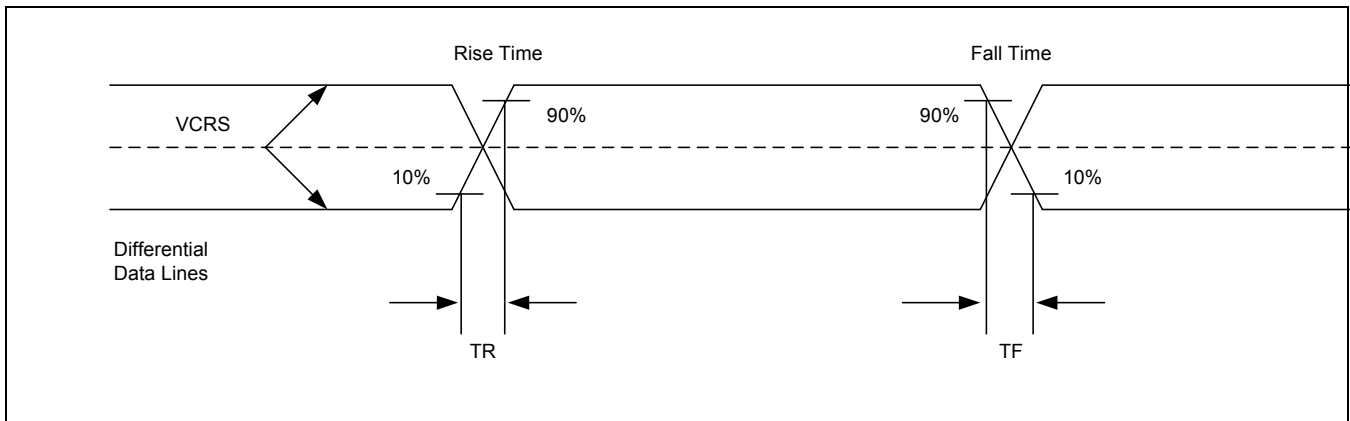 Rise Time
Fall Time
VCRS
90%
90%
10%
10%
Differential
Data Lines
TR
TF